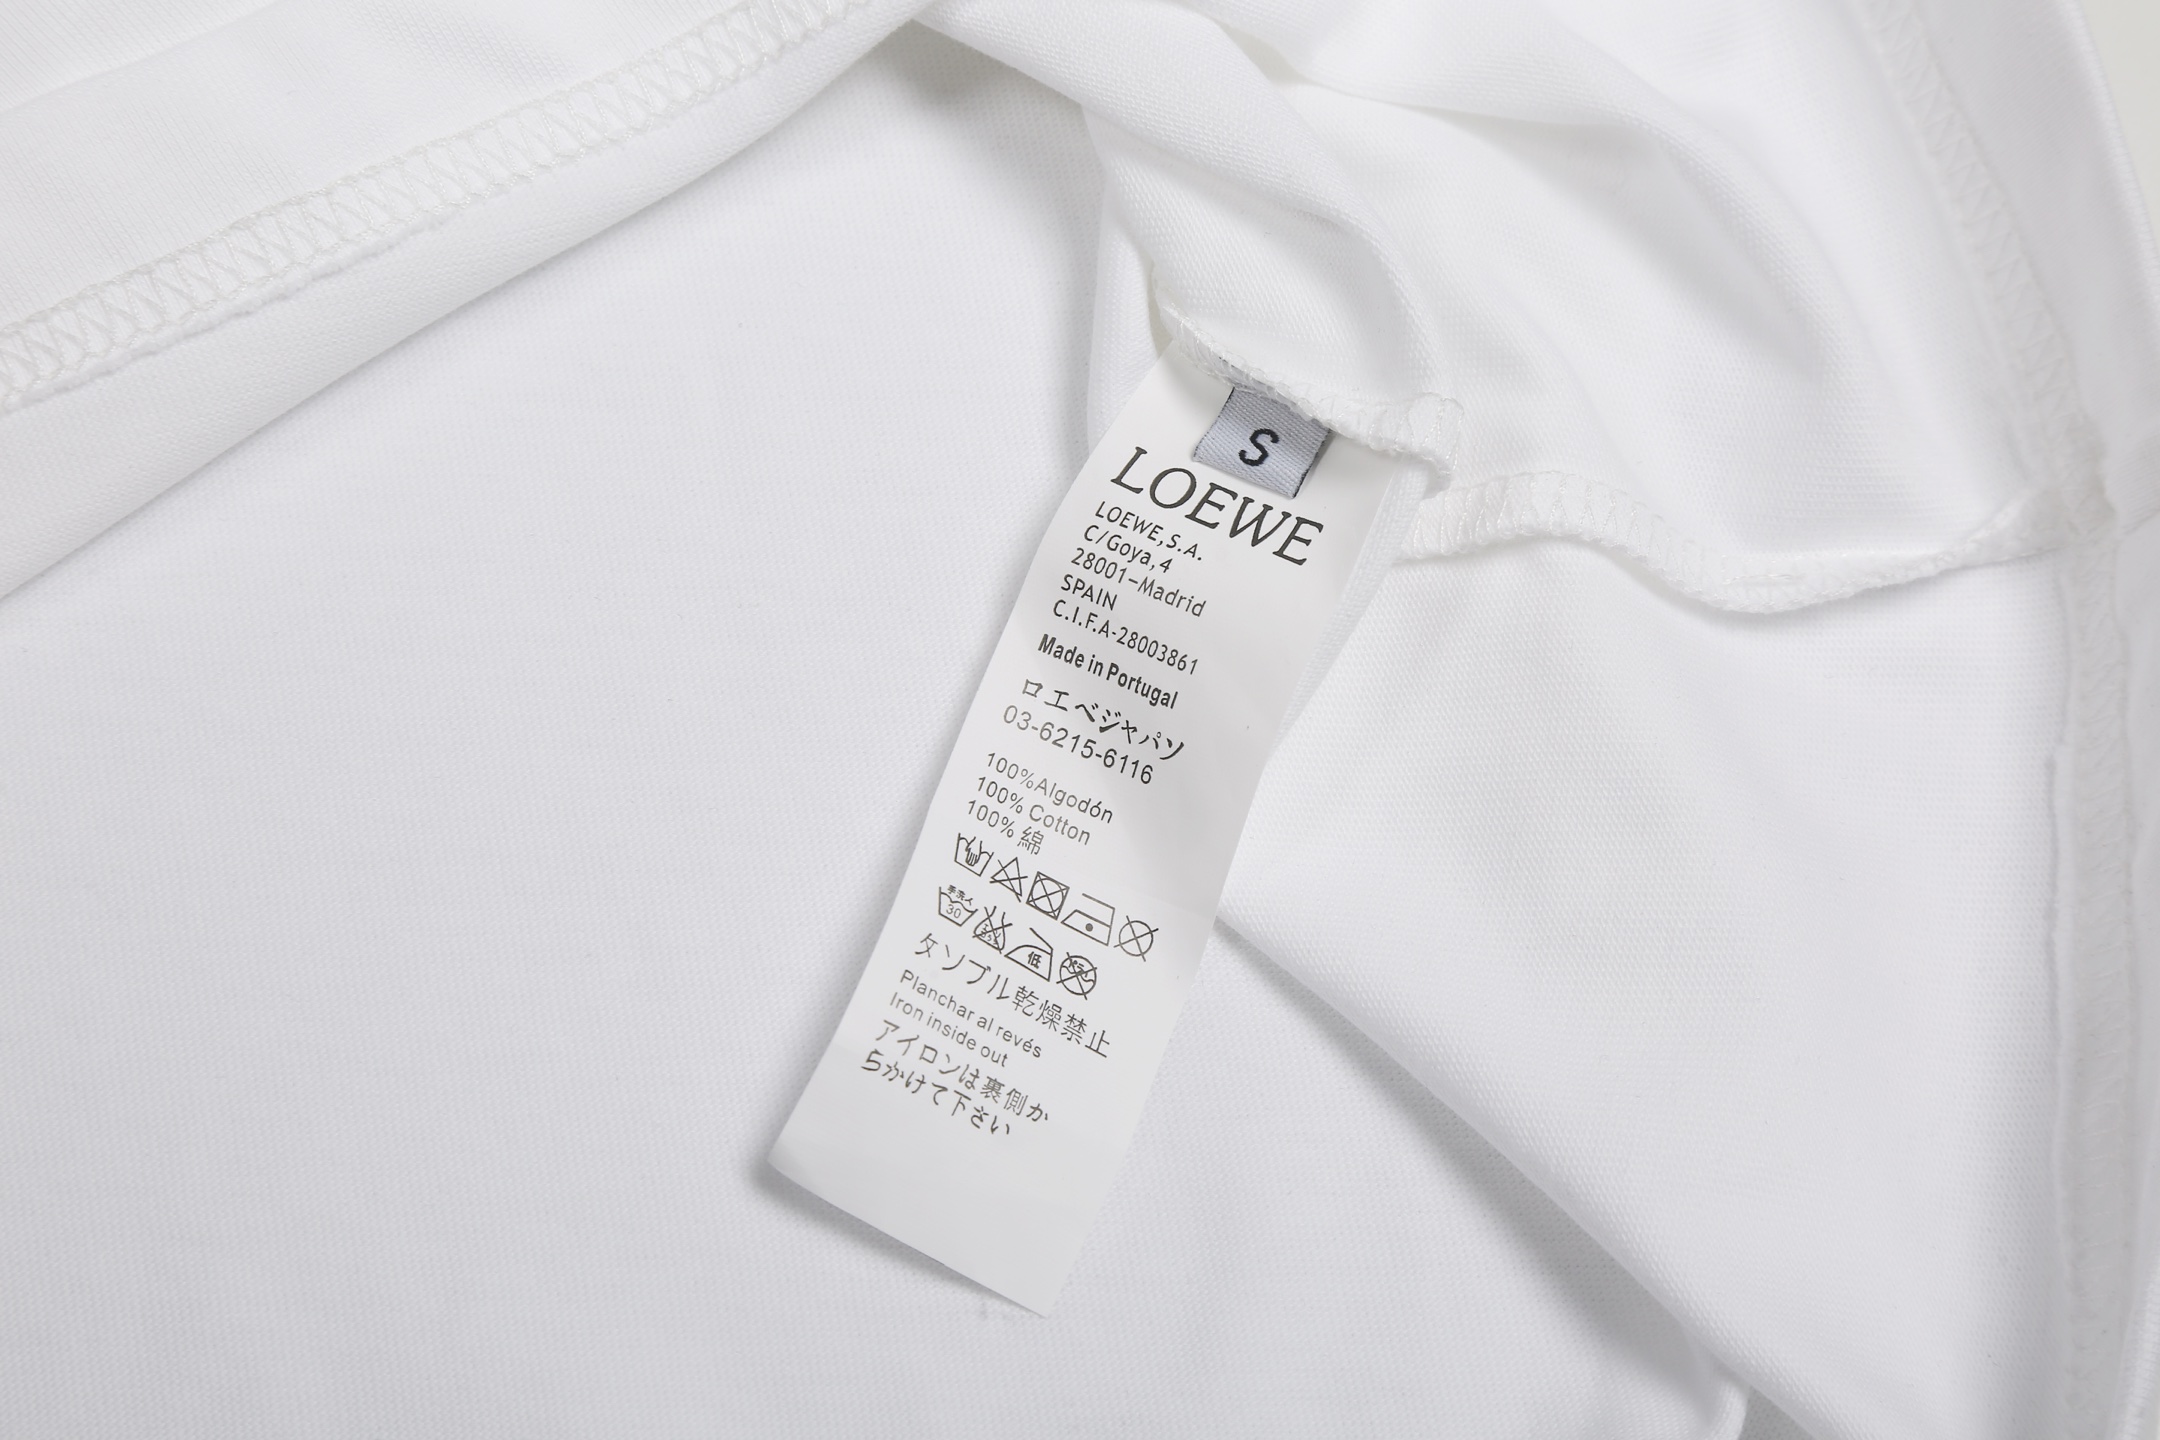 S
LOEWE
LOEWE,S.A.
C/Goya,4
28001-Madrid
SPAIN
C.I.F.A-28003861
Made in Portugal
ロエベジャパン
03-6215-6116
100%Algodón
100% Cotton
100% 綿
30
低
タンブル乾燥禁止
Planchar al revés
Iron inside out
アイロンは裏側か
らかけて下さい